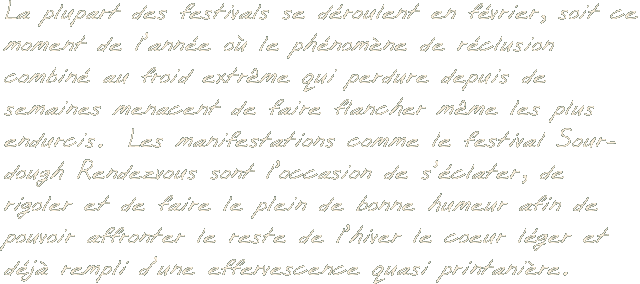 La plupart des festivals se déroulent en février, soit ce
moment de l'année où le phénomène de réclusion
combiné au froid extrême qui perdure depuis de
semaines menacent de faire flancher même les plus
endurcis. Les manifestations comme le festival Sour-
dough Rendezvous sont l'occasion de s'éclater, de
rigoler et de faire le plein de bonne humeur afin de
pouvoir affronter le reste de l'hiver le coeur léger et
déjà rempli d'une effervescence quasi printanière.